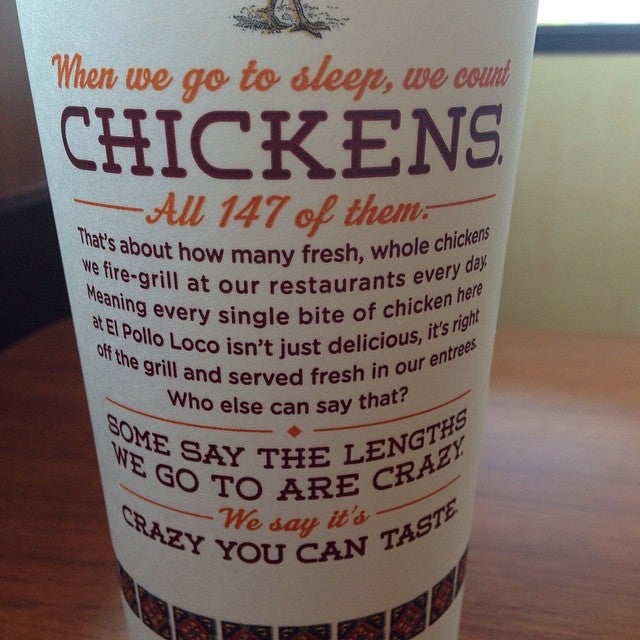 When we go to sleep, we count
CHICKENS.
All 147 of them.
That's about how many fresh, whole chickens
we fire-grill at our restaurants every day.
Meaning every single bite of chicken here
at El Pollo Loco isn't just delicious, it's right
off the grill and served fresh in our entrees.
Who else can say that?
SOME SAY THE LENGTHS
WE GO TO ARE CRAZY.
We say it's
CRAZY YOU CAN TASTE.